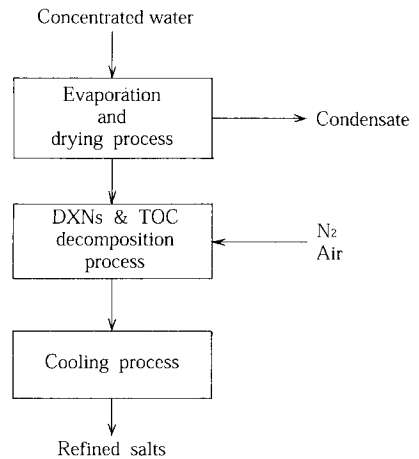 Concentrated water
Evaporation
and
drying process
Condensate
DXNs & TOC
decomposition
process
N2
Air
Cooling process
Refined salts